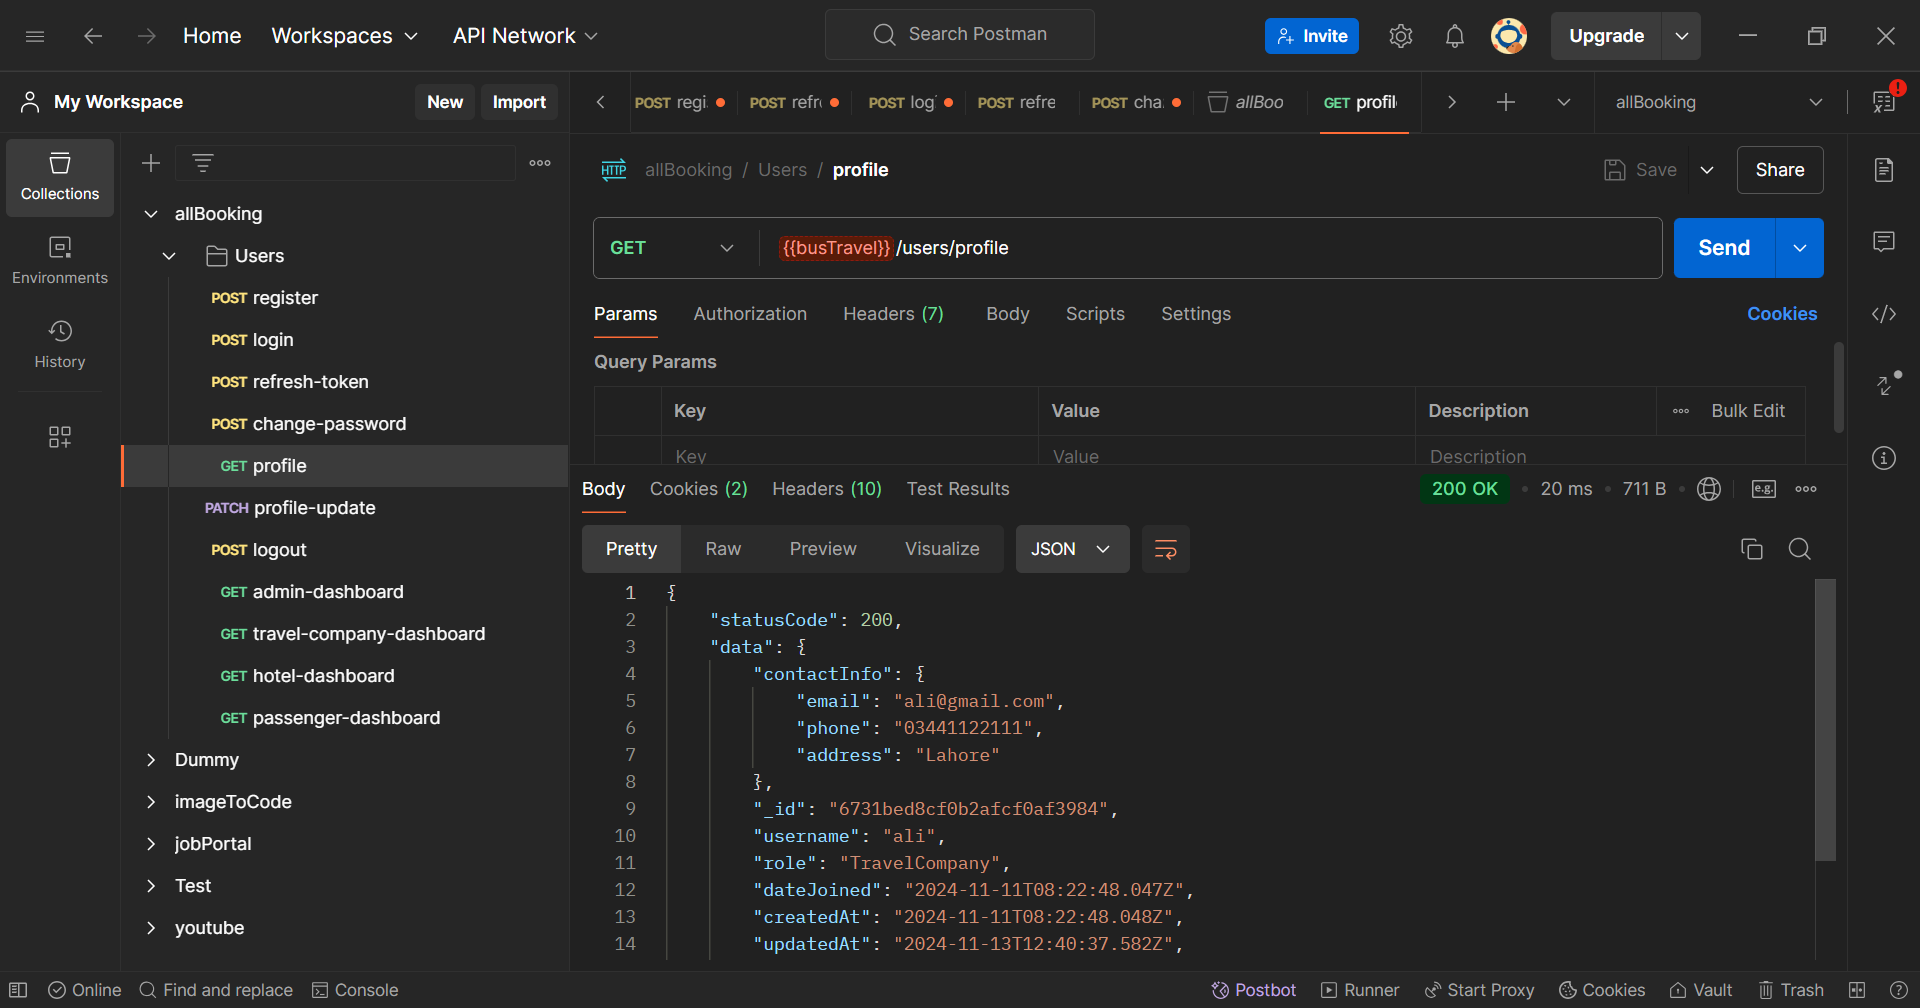 Home Workspaces API Network Search Postman Invite Upgrade
My Workspace New Import
POST regi POST refr POST log POST refre POST cha allBoo GET profil allBooking
Collections
Environments
History
allBooking
Users
POST register
POST login
POST refresh-token
POST change-password
GET profile
PATCH profile-update
POST logout
GET admin-dashboard
GET travel-company-dashboard
GET hotel-dashboard
GET passenger-dashboard
Dummy
imageToCode
jobPortal
Test
youtube
HTTP allBooking / Users / profile Save Share
GET {{busTravel}} /users/profile Send
Params Authorization Headers (7) Body Scripts Settings Cookies
Query Params
Key Value Description Bulk Edit
Key Value Description
Body Cookies (2) Headers (10) Test Results 200 OK • 20 ms • 711 B • e.g.
Pretty Raw Preview Visualize JSON
1 {
2 "statusCode": 200,
3 "data": {
4 "contactInfo": {
5 "email": "ali@gmail.com",
6 "phone": "03441122111",
7 "address": "Lahore"
8 },
9 "_id": "6731bed8cf0b2afcf0af3984",
10 "username": "ali",
11 "role": "TravelCompany",
12 "dateJoined": "2024-11-11T08:22:48.047Z",
13 "createdAt": "2024-11-11T08:22:48.048Z",
14 "updatedAt": "2024-11-13T12:40:37.582Z",
Online Find and replace Console Postbot Runner Start Proxy Cookies Vault Trash